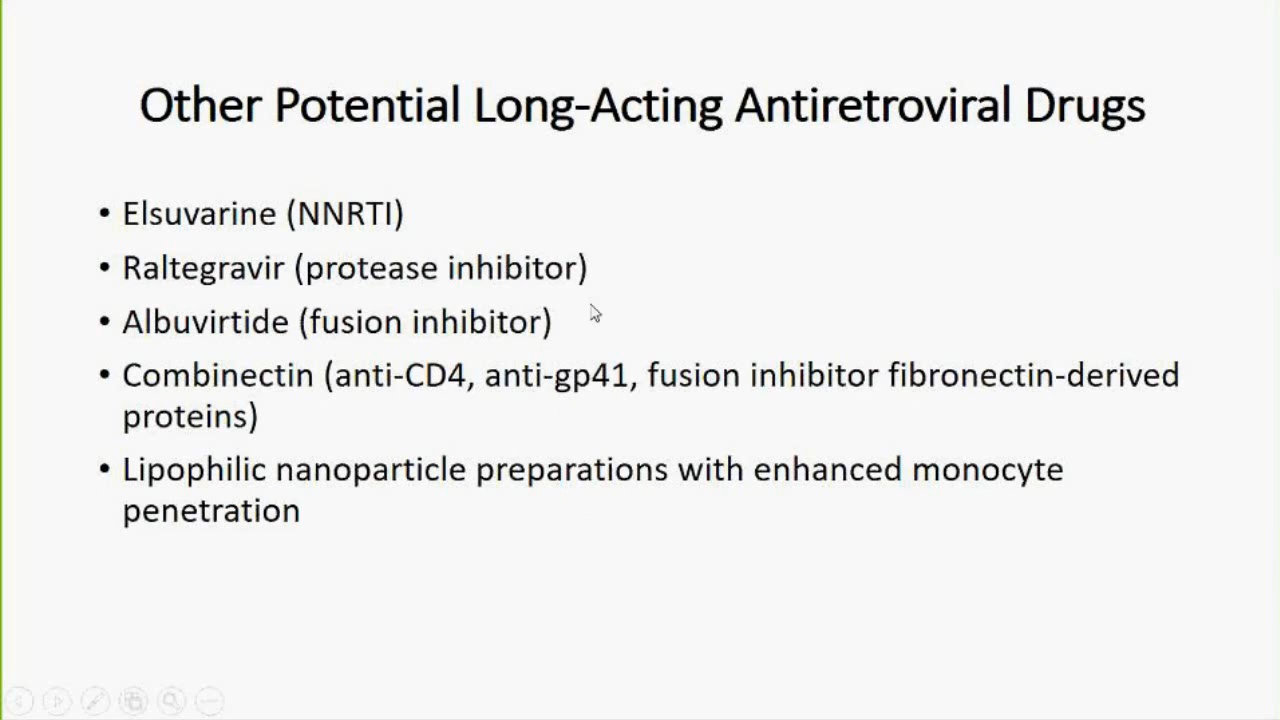 Other Potential Long-Acting Antiretroviral Drugs
• Elsuvarine (NNRTI)
• Raltegravir (protease inhibitor)
• Albuvirtide (fusion inhibitor)
• Combinectin (anti-CD4, anti-gp41, fusion inhibitor fibronectin-derived
proteins)
• Lipophilic nanoparticle preparations with enhanced monocyte
penetration